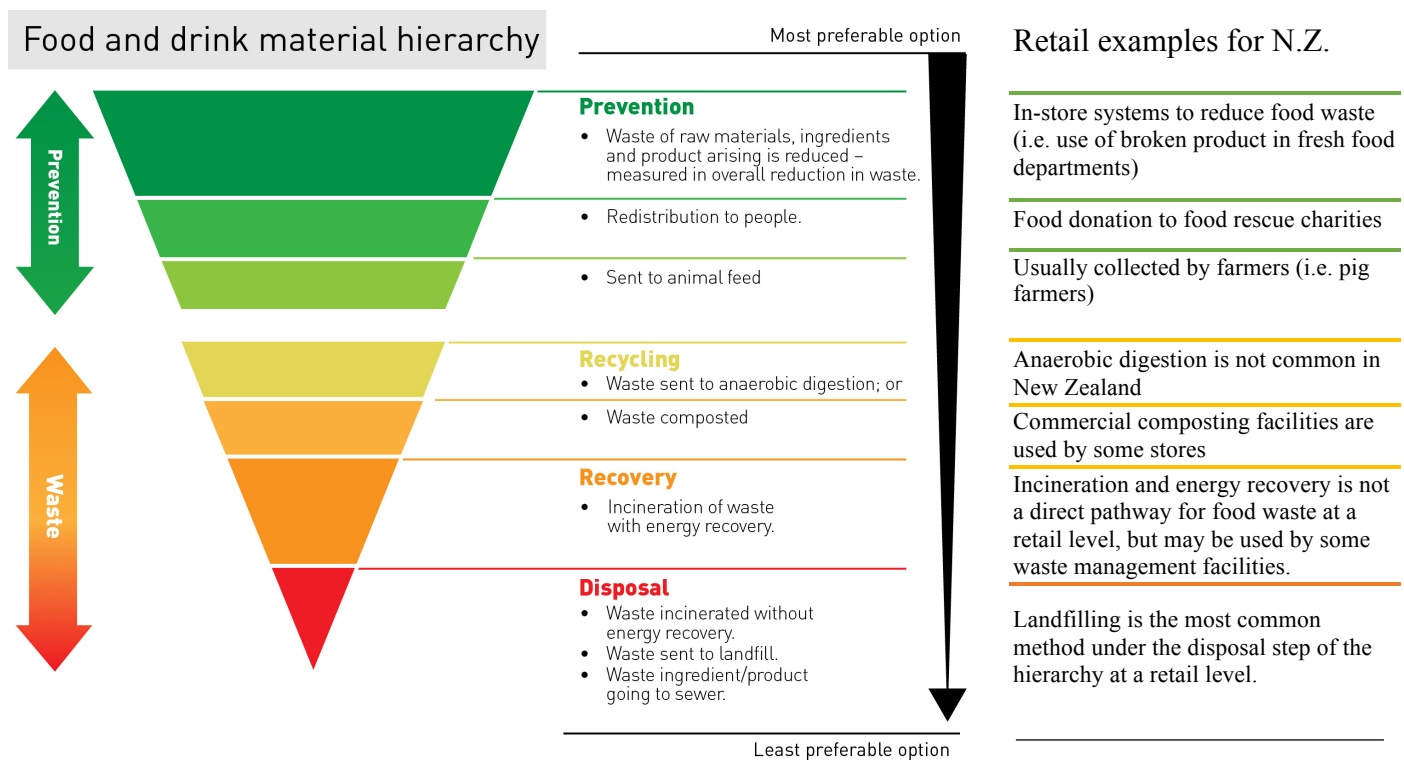 Food and drink material hierarchy
Most preferable option
Retail examples for N.Z.
Prevention
Waste
Prevention
• Waste of raw materials, ingredients
and product arising is reduced –
measured in overall reduction in waste.
• Redistribution to people.
• Sent to animal feed
Recycling
• Waste sent to anaerobic digestion; or
• Waste composted
Recovery
• Incineration of waste
with energy recovery.
Disposal
• Waste incinerated without
energy recovery.
• Waste sent to landfill.
• Waste ingredient/product
going to sewer.
Least preferable option
In-store systems to reduce food waste
(i.e. use of broken product in fresh food
departments)
Food donation to food rescue charities
Usually collected by farmers (i.e. pig
farmers)
Anaerobic digestion is not common in
New Zealand
Commercial composting facilities are
used by some stores
Incineration and energy recovery is not
a direct pathway for food waste at a
retail level, but may be used by some
waste management facilities.
Landfilling is the most common
method under the disposal step of the
hierarchy at a retail level.